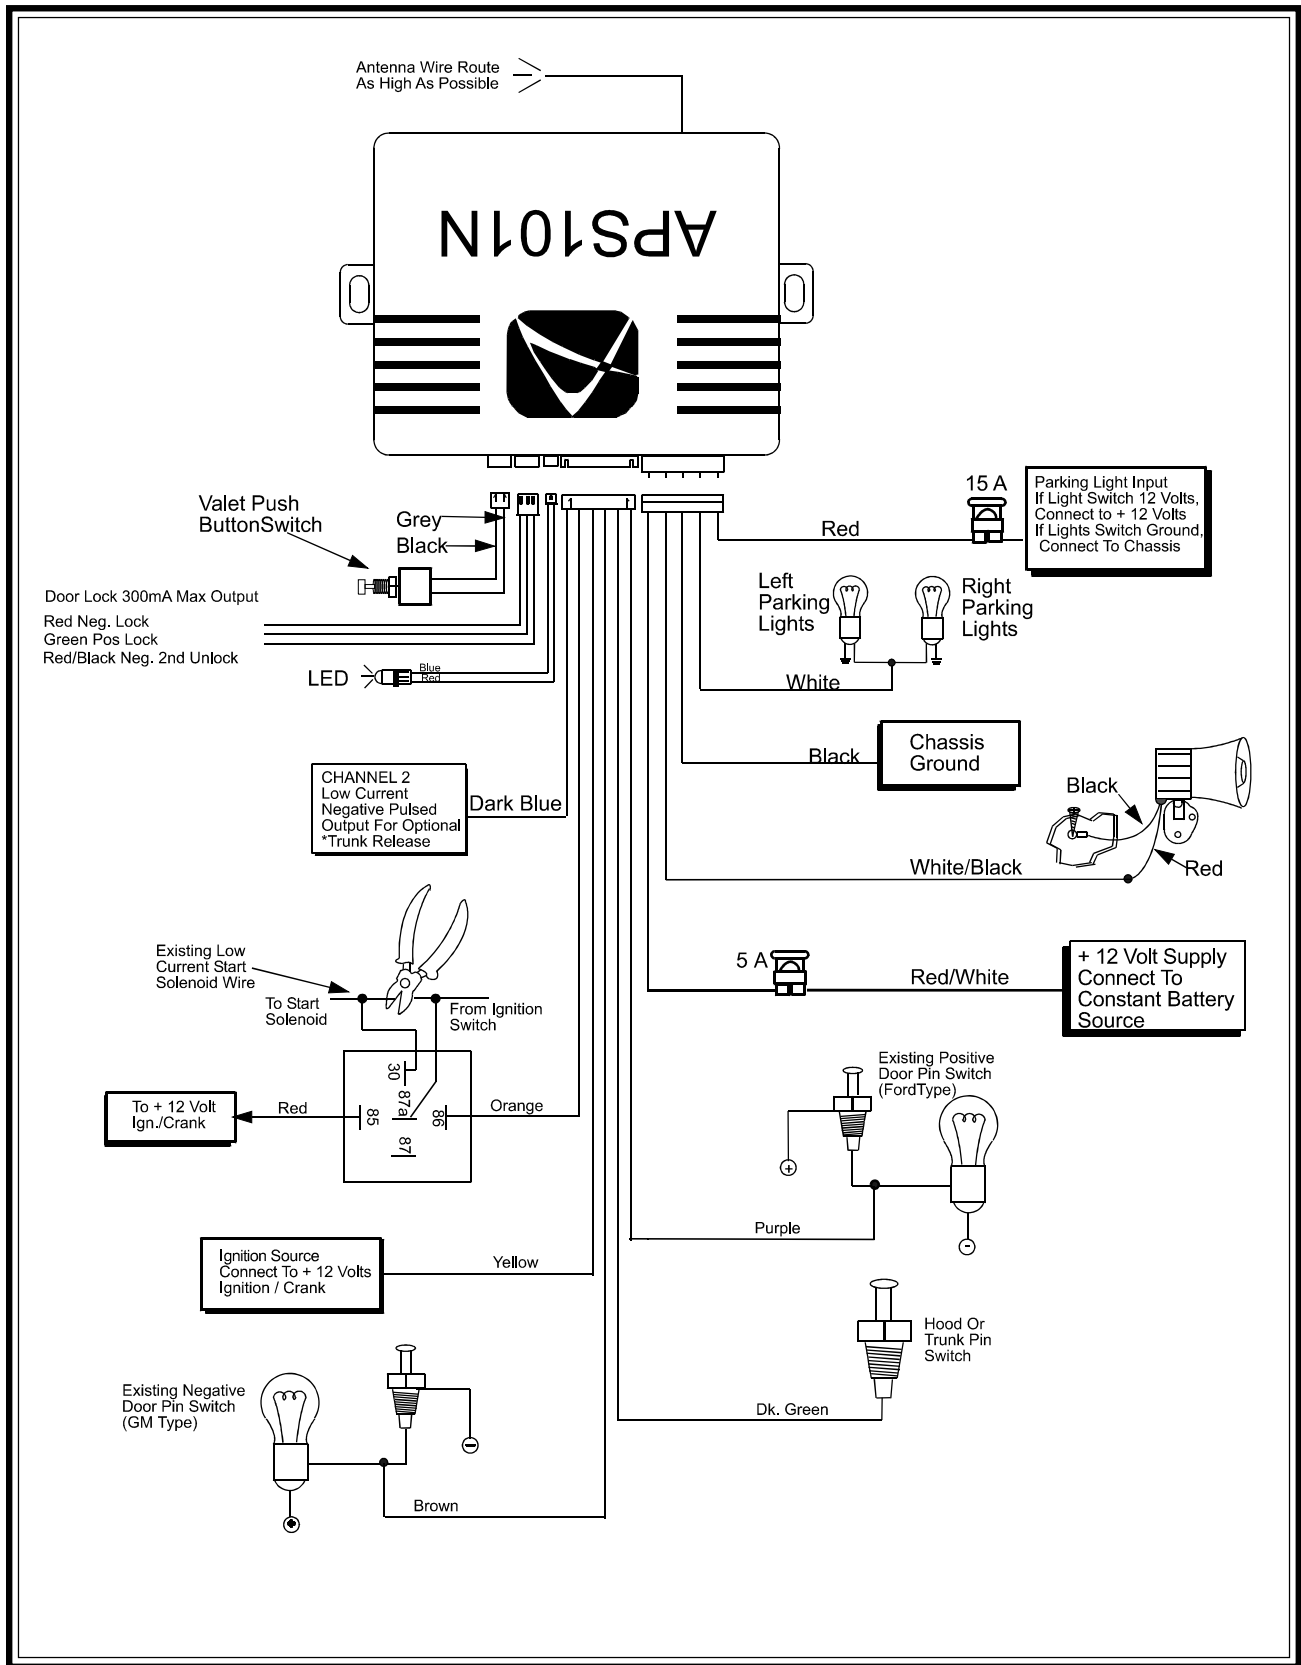 Antenna Wire Route
As High As Possible
APS101N
Valet Push
ButtonSwitch
Grey
Black
Door Lock 300mA Max Output
Red Neg. Lock
Green Pos Lock
Red/Black Neg. 2nd Unlock
LED
Blue
Red
15 A
Parking Light Input
If Light Switch 12 Volts,
Connect to + 12 Volts
If Lights Switch Ground,
Connect To Chassis
Red
Left
Parking
Lights
Right
Parking
Lights
White
Black
Chassis
Ground
CHANNEL 2
Low Current
Negative Pulsed
Output For Optional
*Trunk Release
Dark Blue
Black
White/Black
Red
Existing Low
Current Start
Solenoid Wire
To Start
Solenoid
From Ignition
Switch
5 A
Red/White
+ 12 Volt Supply
Connect To
Constant Battery
Source
30
87a
85
86
87
To + 12 Volt
Ign./Crank
Red
Orange
Existing Positive
Door Pin Switch
(FordType)
+
-
Purple
Ignition Source
Connect To + 12 Volts
Ignition / Crank
Yellow
Hood Or
Trunk Pin
Switch
Dk. Green
Existing Negative
Door Pin Switch
(GM Type)
-
+
Brown